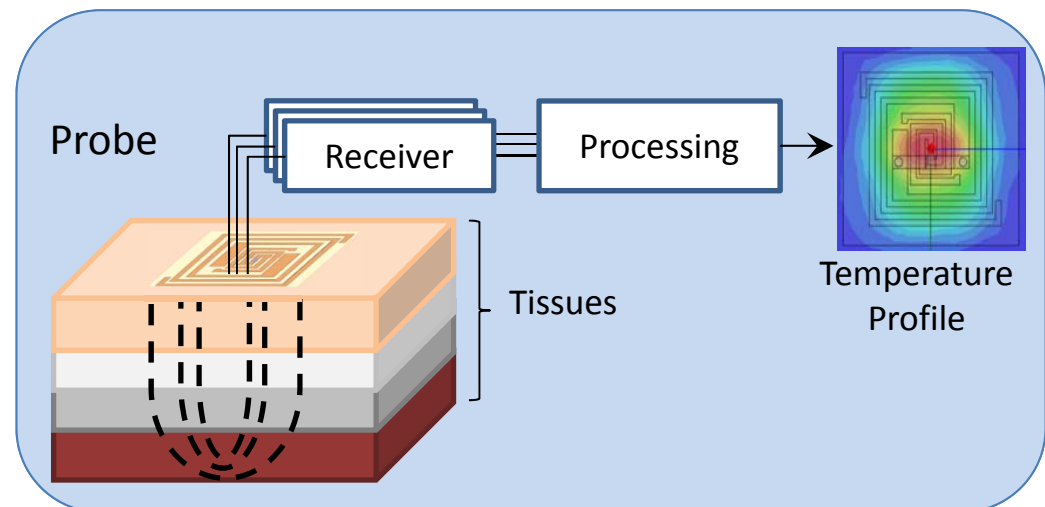 Probe
Receiver
Processing
Tissues
Temperature
Profile